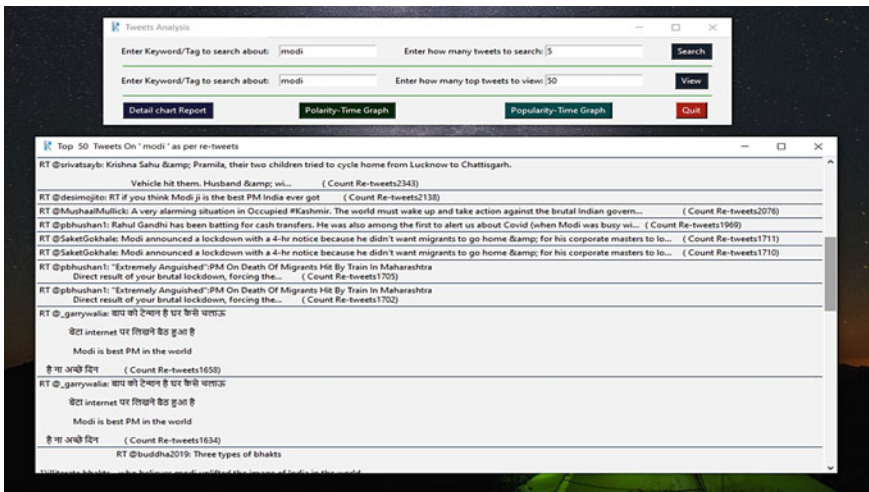 Tweets Analysis
Enter Keyword/Tag to search about: modi Enter how many tweets to search: 5 Search
Enter Keyword/Tag to search about: modi Enter how many top tweets to view: 50 View
Detail chart Report Polarity-Time Graph Popularity-Time Graph Quit
Top 50 Tweets On ' modi ' as per re-tweets
RT @srivatsayb: Krishna Sahu &amp; Pramila, their two children tried to cycle home from Lucknow to Chattisgarh.
Vehicle hit them. Husband &amp; wi... ( Count Re-tweets2343)
RT @desimojito: RT if you think Modi ji is the best PM India ever got ( Count Re-tweets2138)
RT @MushaalMullick: A very alarming situation in Occupied #Kashmir. The world must wake up and take action against the brutal Indian govern... ( Count Re-tweets2076)
RT @pbhushan1: Rahul Gandhi has been batting for cash transfers. He was also among the first to alert us about Covid (when Modi was busy wi... ( Count Re-tweets1969)
RT @SaketGokhale: Modi announced a lockdown with a 4-hr notice because he didn't want migrants to go home &amp; for his corporate masters to lo... ( Count Re-tweets1711)
RT @SaketGokhale: Modi announced a lockdown with a 4-hr notice because he didn't want migrants to go home &amp; for his corporate masters to lo... ( Count Re-tweets1710)
RT @pbhushan1: "Extremely Anguished":PM On Death Of Migrants Hit By Train In Maharashtra
Direct result of your brutal lockdown, forcing the... ( Count Re-tweets1705)
RT @pbhushan1: "Extremely Anguished":PM On Death Of Migrants Hit By Train In Maharashtra
Direct result of your brutal lockdown, forcing the... ( Count Re-tweets1702)
RT @_garrywalia: बाप को टेन्शन है घर कैसे चलाऊ
बेटा internet पर लिखने बैठ हुआ है
Modi is best PM in the world
है ना अच्छे दिन ( Count Re-tweets1658)
RT @_garrywalia: बाप को टेन्शन है घर कैसे चलाऊ
बेटा internet पर लिखने बैठ हुआ है
Modi is best PM in the world
है ना अच्छे दिन ( Count Re-tweets1634)
RT @buddha2019: Three types of bhakts
bhakts who believes modi uplifted the image of India in the world